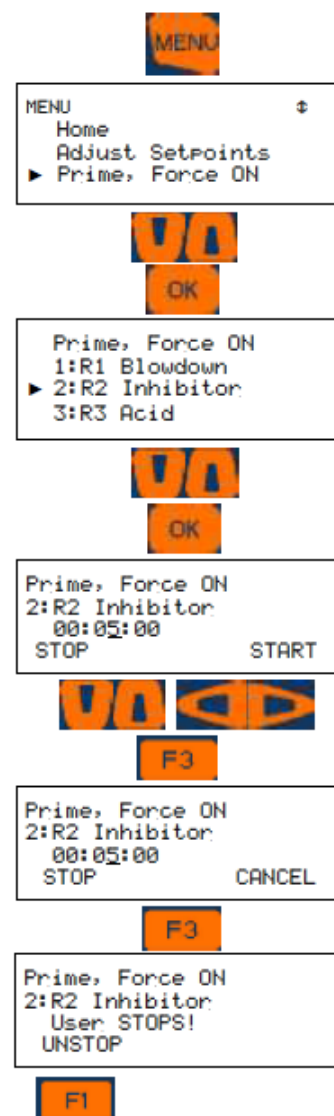 MENU
MENU
Home
Adjust Setpoints
Prime, Force ON
OK
Prime, Force ON
1:R1 Blowdown
2:R2 Inhibitor
3:R3 Acid
OK
Prime, Force ON
2:R2 Inhibitor
00:05:00
STOP START
F3
Prime, Force ON
2:R2 Inhibitor
00:05:00
STOP CANCEL
F3
Prime, Force ON
2:R2 Inhibitor
User STOPS!
UNSTOP
F1